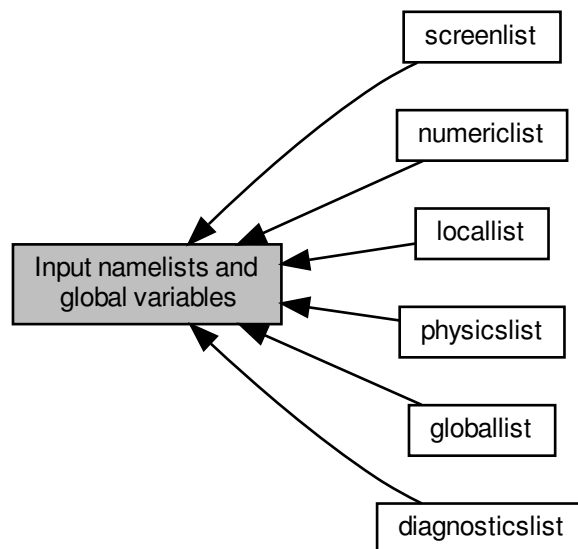 screenlist
numericlist
locallist
Input namelists and
global variables
physicslist
globallist
diagnosticslist